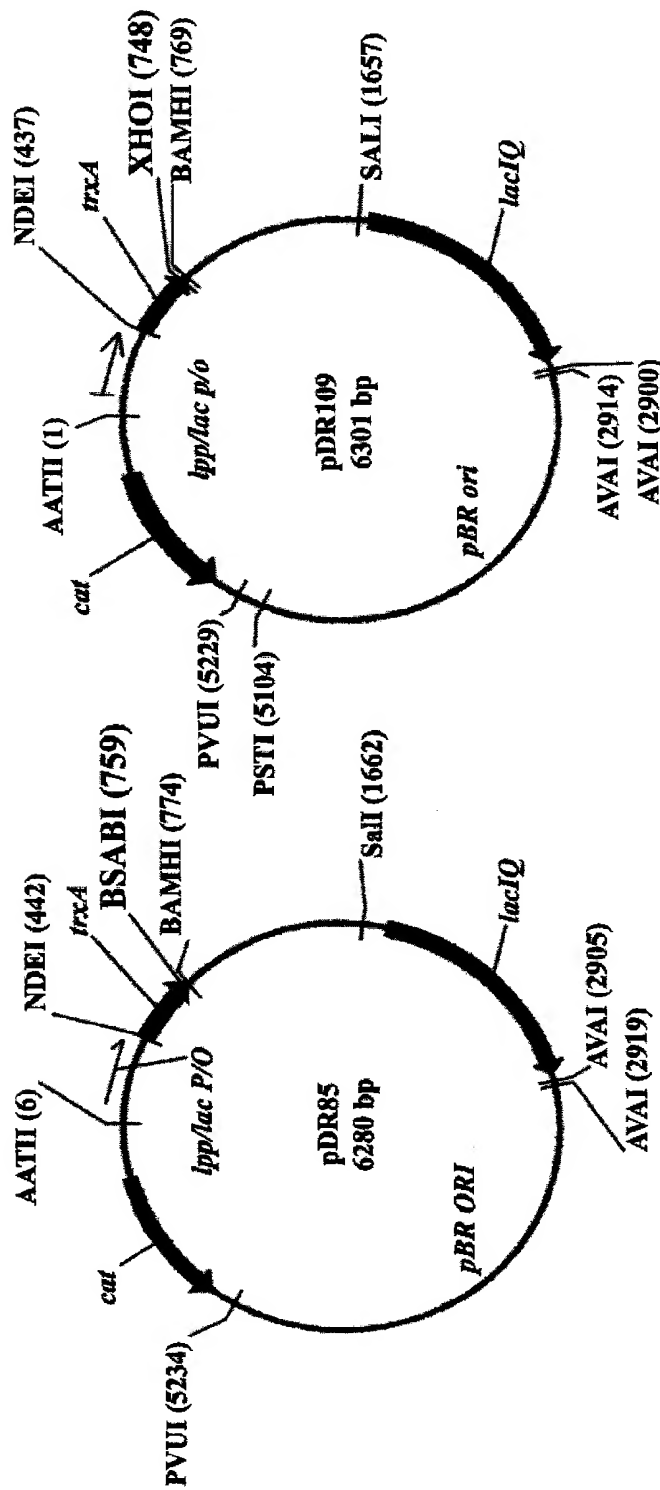 AATII (6)
NDEI (442)
trxA
BSABI (759)
BAMHI (774)
SalI (1662)
lacIQ
AVAI (2905)
AVAI (2919)
pBR ORI
PVUI (5234)
cat
lpp/lac P/O
pDR85
6280 bp
AATII (1)
NDEI (437)
trxA
XHOI (748)
BAMHI (769)
SALI (1657)
lacIQ
AVAI (2914)
AVAI (2900)
pBR ori
PSTI (5104)
PVUI (5229)
cat
lpp/lac p/o
pDR109
6301 bp